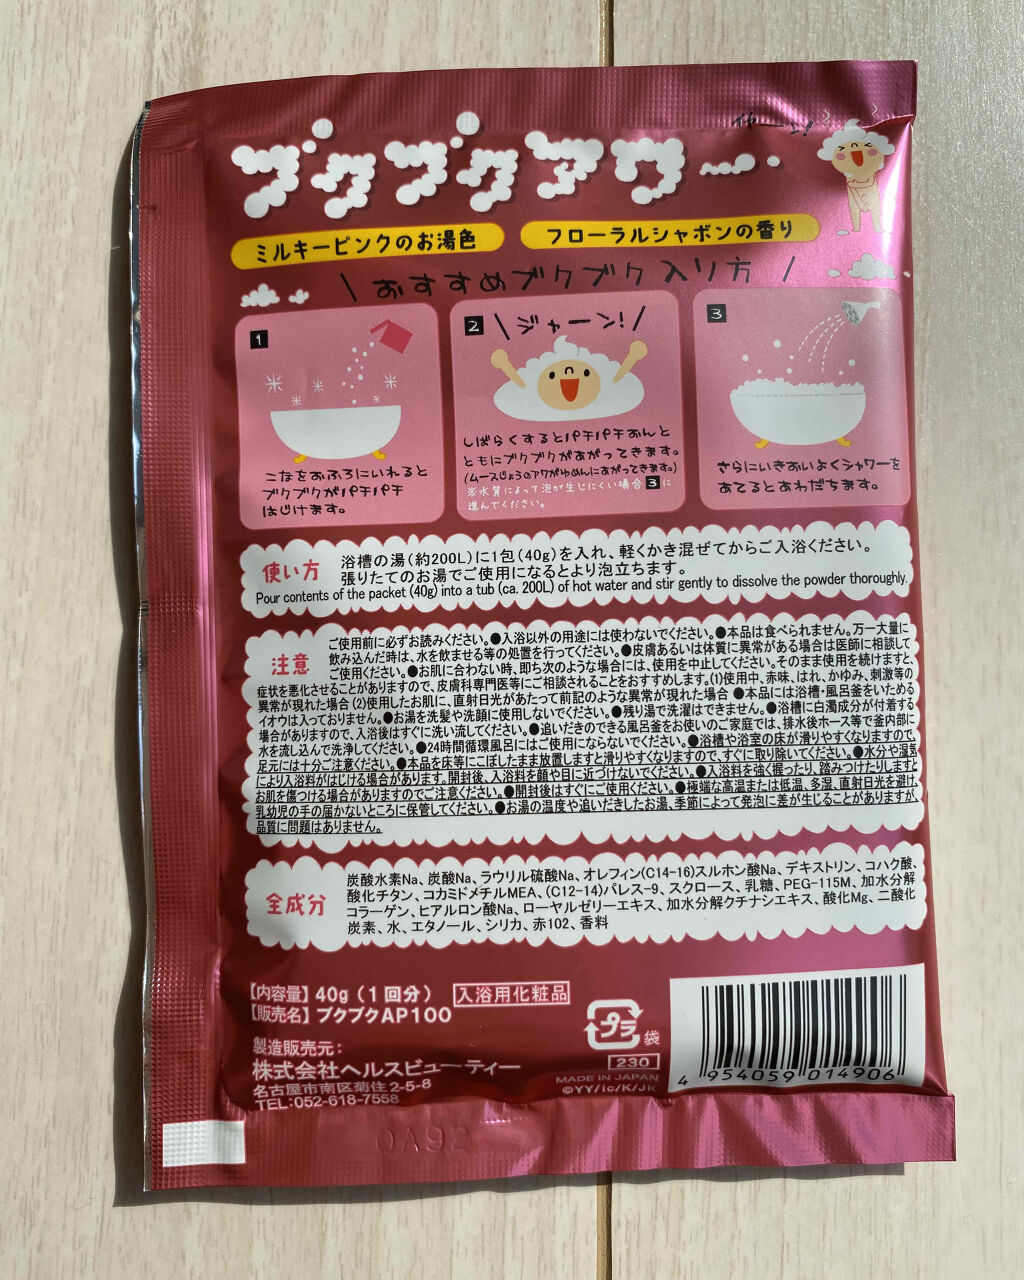 ブクブクアワー
ミルキーピンクのお湯色
フローラルシャボンの香り
\ おすすめブクブク入り方 /
1
こなをおふろにいれると
ブクブクがパチパチ
はじけます。
2
\ジャーン!/
しばらくするとパチパチおんと
ともにブクブクがあがってきます。
(ムースじょうのアワがゆめんにあがってきます。)
※水質によって泡が生じにくい場合3に
進んでください。
3
さらにいきおいよくシャワーを
あてるとあわだちます。
使い方
浴槽の湯(約200L)に1包(40g)を入れ、軽くかき混ぜてからご入浴ください。
張りたてのお湯でご使用になるとより泡立ちます。
Pour contents of the packet (40g) into a tub (ca. 200L) of hot water and stir gently to dissolve the powder thoroughly.
注意
ご使用前に必ずお読みください。●入浴以外の用途には使わないでください。●本品は食べられません。万一大量に
飲み込んだ時は、水を飲ませる等の処置を行ってください。●皮膚あるいは体質に異常がある場合は医師に相談して
ご使用ください。●お肌に合わない時、即ち次のような場合には、使用を中止してください。そのまま使用を続けますと、
症状を悪化させることがありますので、皮膚科専門医等にご相談されることをおすすめします。(1)使用中、赤味、はれ、かゆみ、刺激等の
異常が現れた場合 (2)使用したお肌に、直射日光があたって前記のような異常が現れた場合 ●本品には浴槽・風呂釜をいためる
イオウは入っておりません。●お湯を洗髪や洗顔に使用しないでください。●残り湯で洗濯はできません。●浴槽に白濁成分が付着する
場合がありますので、入浴後はすぐに洗い流してください。●追いだきのできる風呂釜をお使いのご家庭では、排水後ホース等で釜内部に
水を流し込んで洗浄してください。●24時間循環風呂にはご使用にならないでください。●浴槽や浴室の床が滑りやすくなりますので、
足元には十分ご注意ください。●本品を床等にこぼしたまま放置しますと滑りやすくなりますので、すぐに取り除いてください。●水分や湿気
により入浴料がはじける場合があります。開封後、入浴料を顔や目に近づけないでください。●入浴料を強く握ったり、踏みつけたりしますと
お肌を傷つける場合がありますのでご注意ください。●開封後はすぐにご使用ください。●極端な高温または低温、多湿、直射日光を避け、
乳幼児の手の届かないところに保管してください。●お湯の温度や追いだきしたお湯、季節によって発泡に差が生じることがありますが、
品質に問題はありません。
全成分
炭酸水素Na、炭酸Na、ラウリル硫酸Na、オレフィン(C14-16)スルホン酸Na、デキストリン、コハク酸、
酸化チタン、コカミドメチルMEA、(C12-14)パレス-9、スクロース、乳糖、PEG-115M、加水分解
コラーゲン、ヒアルロン酸Na、ローヤルゼリーエキス、加水分解クチナシエキス、酸化Mg、二酸化
炭素、水、エタノール、シリカ、赤102、香料
【内容量】40g(1回分) 入浴用化粧品
【販売名】ブクブクAP100
製造販売元:
株式会社ヘルスビューティー
名古屋市南区菊住2-5-8
TEL:052-618-7558
プラ
袋
230
MADE IN JAPAN
©YY/ic/K/JK
4 954059 014906
0A92